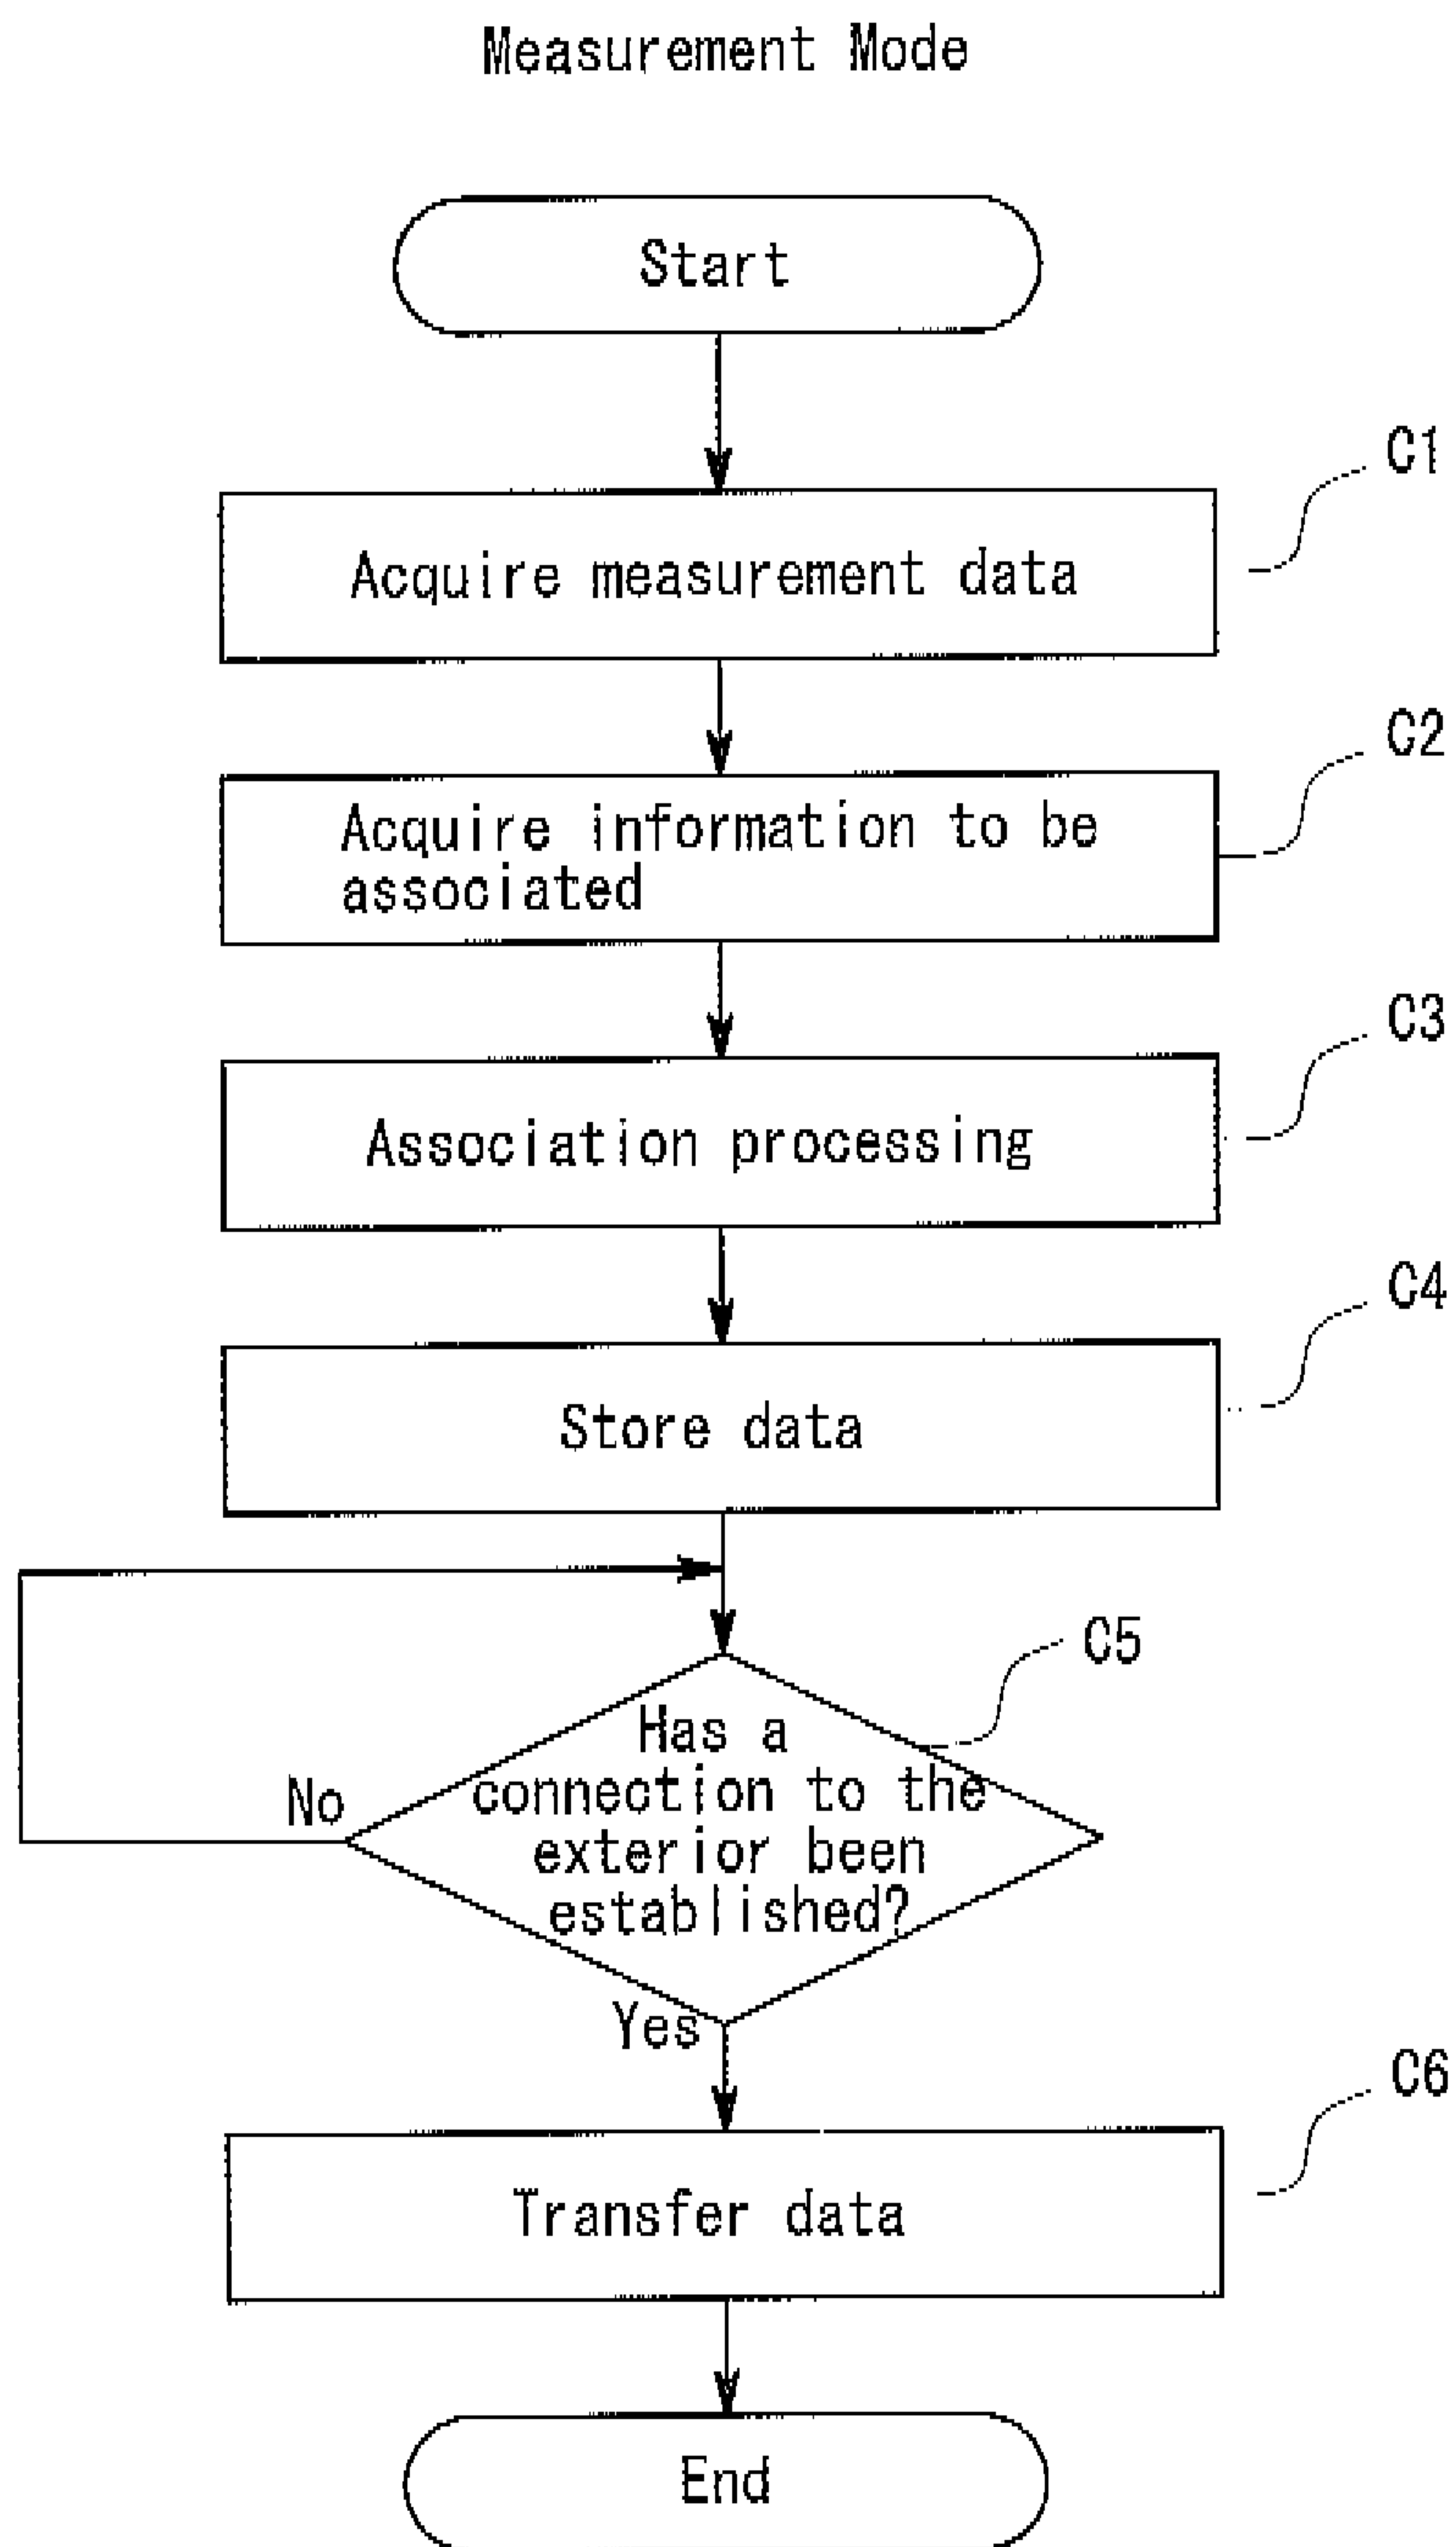 Measurement Mode
Start
C1
Acquire measurement data
C2
Acquire information to be
associated
C3
Association processing
C4
Store data
C5
Has a
connection to the
exterior been
established?
No
Yes
C6
Transfer data
End